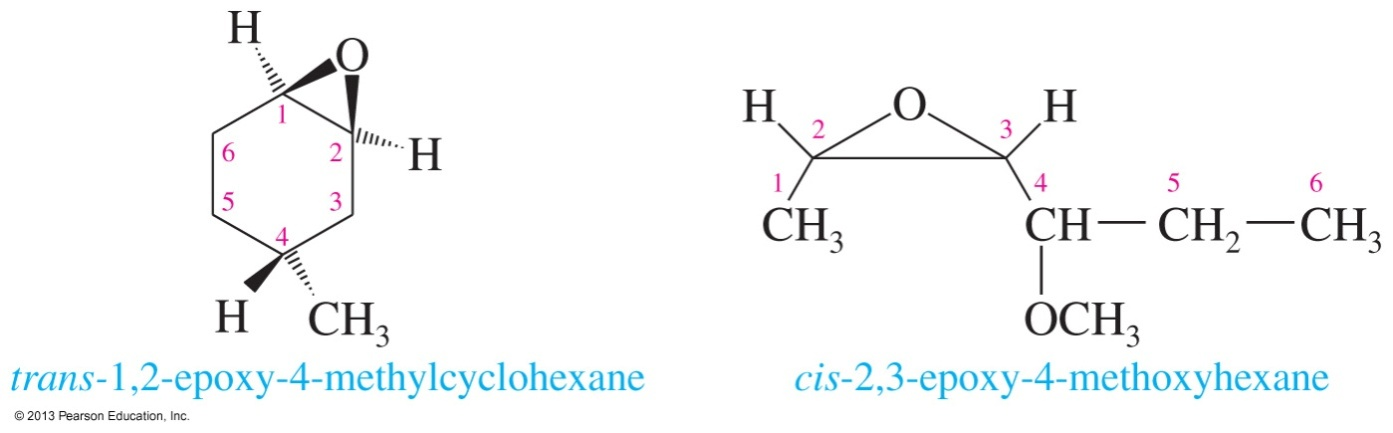 H
O
1
2
H
6
5
3
4
H
CH₃
trans-1,2-epoxy-4-methylcyclohexane
H
O
H
2
3
1
4
5
6
CH₃
CH—CH₂—CH₃
OCH₃
cis-2,3-epoxy-4-methoxyhexane
© 2013 Pearson Education, Inc.